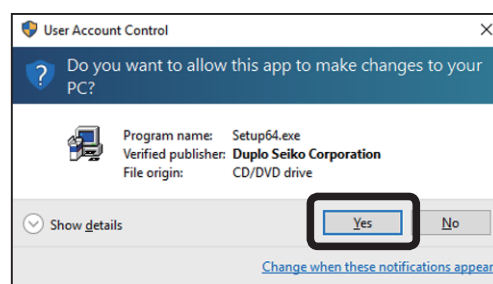 User Account Control
Do you want to allow this app to make changes to your
PC?
Program name: Setup64.exe
Verified publisher: Duplo Seiko Corporation
File origin: CD/DVD drive
Show details
Yes
No
Change when these notifications appear